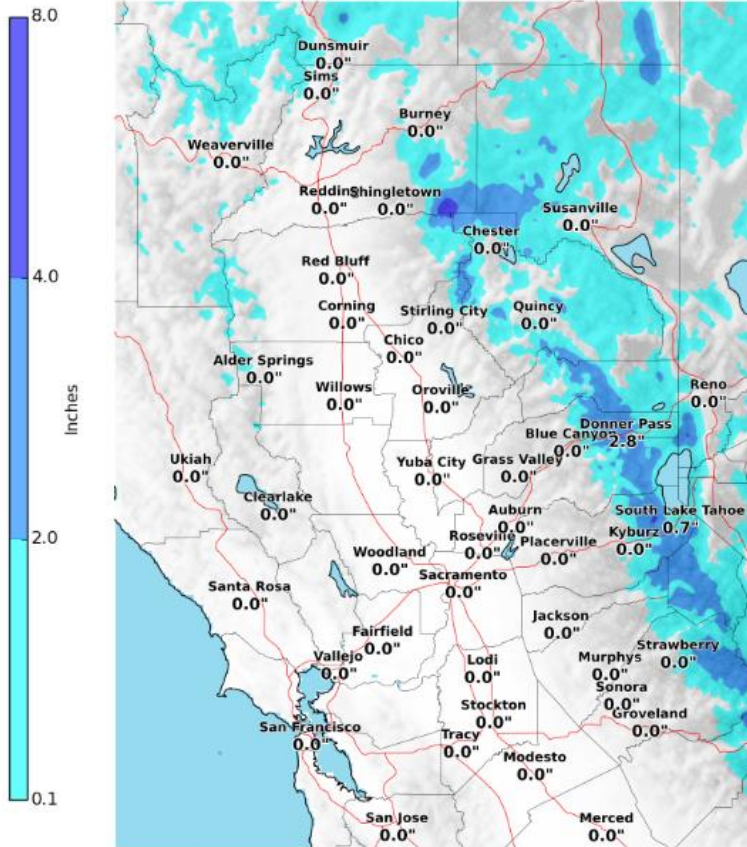 8.0
4.0
2.0
0.1
Inches
Dunsmuir
0.0"
Sims
0.0"
Burney
0.0"
Weaverville
0.0"
Redding
0.0"
Shingletown
0.0"
Susanville
0.0"
Chester
0.0"
Red Bluff
0.0"
Corning
0.0"
Stirling City
0.0"
Quincy
0.0"
Chico
0.0"
Alder Springs
0.0"
Willows
0.0"
Oroville
0.0"
Reno
0.0"
Donner Pass
2.8"
Blue Canyon
0.0"
Ukiah
0.0"
Yuba City
0.0"
Grass Valley
0.0"
Clearlake
0.0"
Auburn
0.0"
South Lake Tahoe
0.7"
Roseville
0.0"
Placerville
0.0"
Kyburz
0.0"
Woodland
0.0"
Sacramento
0.0"
Santa Rosa
0.0"
Jackson
0.0"
Fairfield
0.0"
Strawberry
0.0"
Vallejo
0.0"
Lodi
0.0"
Murphys
0.0"
Sonora
0.0"
Stockton
0.0"
Groveland
0.0"
San Francisco
0.0"
Tracy
0.0"
Modesto
0.0"
San Jose
0.0"
Merced
0.0"